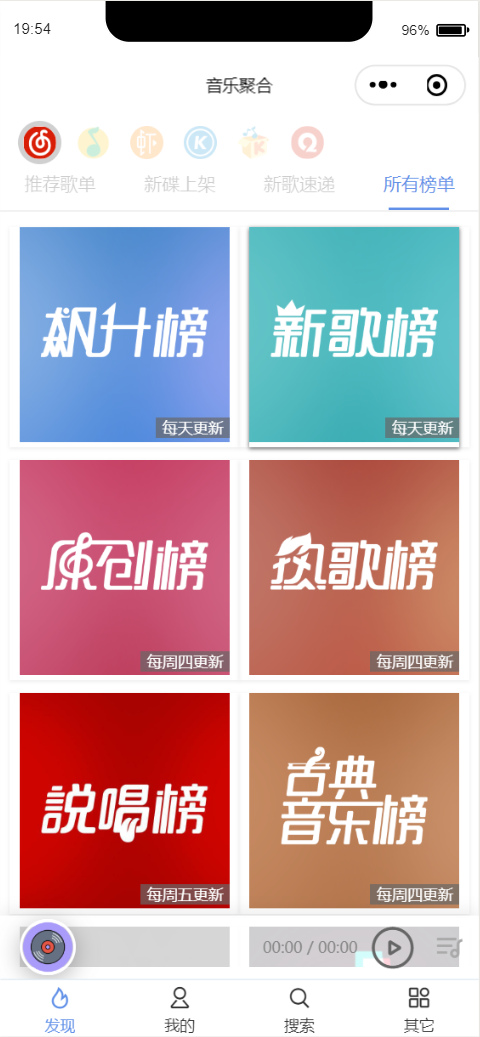 19:54
96%
音乐聚合
推荐歌单 新碟上架 新歌速递 所有榜单
飙升榜
每天更新
新歌榜
每天更新
原创榜
每周四更新
热歌榜
每周四更新
説唱榜
每周五更新
古典
音乐榜
每周四更新
00:00 / 00:00
发现 我的 搜索 其它